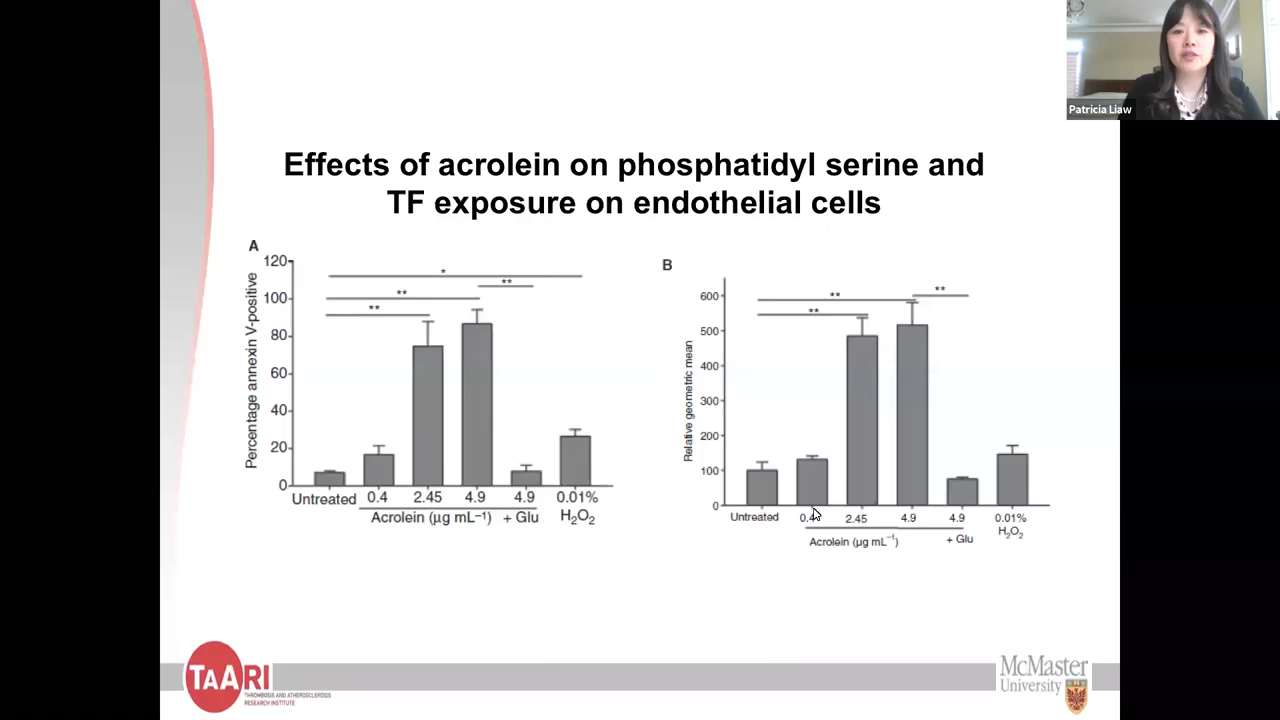 Patricia Liaw
Effects of acrolein on phosphatidyl serine and
TF exposure on endothelial cells
A
Percentage annexin V-positive
120
100
80
60
40
20
0
*
**
**
**
Untreated 0.4 2.45 4.9 4.9 0.01%
Acrolein (µg mL⁻¹) + Glu H₂O₂
B
Relative geometric mean
600
500
400
300
200
100
0
**
**
**
Untreated 0.4 2.45 4.9 4.9 0.01%
Acrolein (µg mL⁻¹) + Glu H₂O₂
TAARI
THROMBOSIS AND ATHEROSCLEROSIS
RESEARCH INSTITUTE
McMaster
University